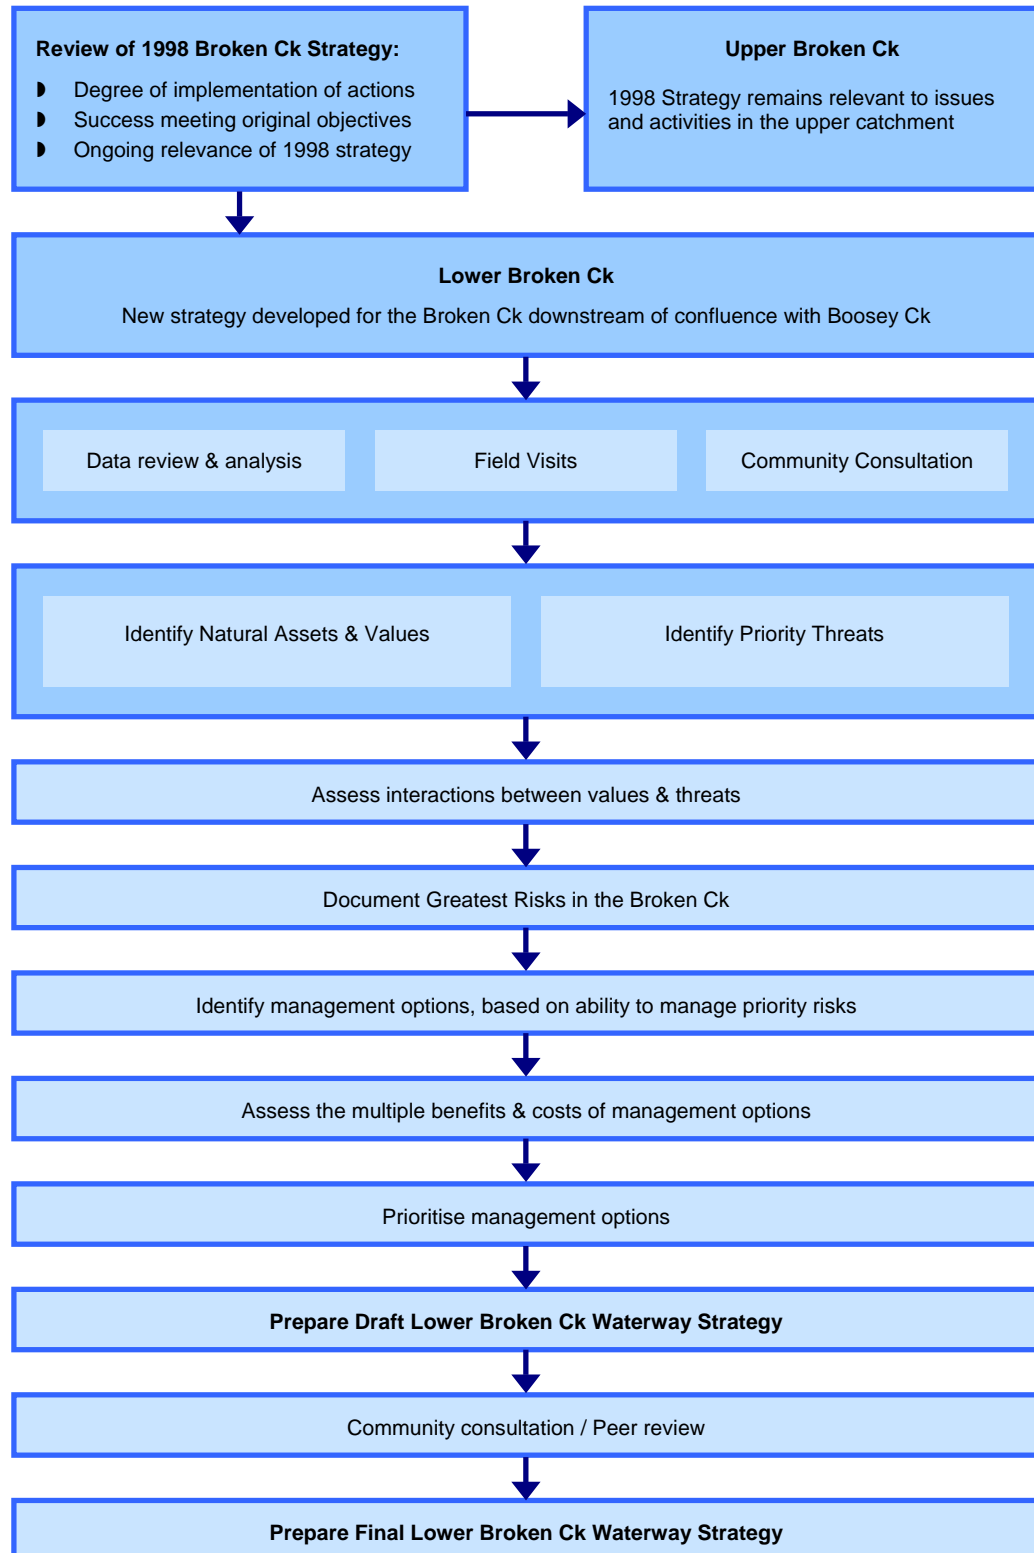 Review of 1998 Broken Ck Strategy:
◗ Degree of implementation of actions
◗ Success meeting original objectives
◗ Ongoing relevance of 1998 strategy
Upper Broken Ck
1998 Strategy remains relevant to issues
and activities in the upper catchment
Lower Broken Ck
New strategy developed for the Broken Ck downstream of confluence with Boosey Ck
Data review & analysis
Field Visits
Community Consultation
Identify Natural Assets & Values
Identify Priority Threats
Assess interactions between values & threats
Document Greatest Risks in the Broken Ck
Identify management options, based on ability to manage priority risks
Assess the multiple benefits & costs of management options
Prioritise management options
Prepare Draft Lower Broken Ck Waterway Strategy
Community consultation / Peer review
Prepare Final Lower Broken Ck Waterway Strategy